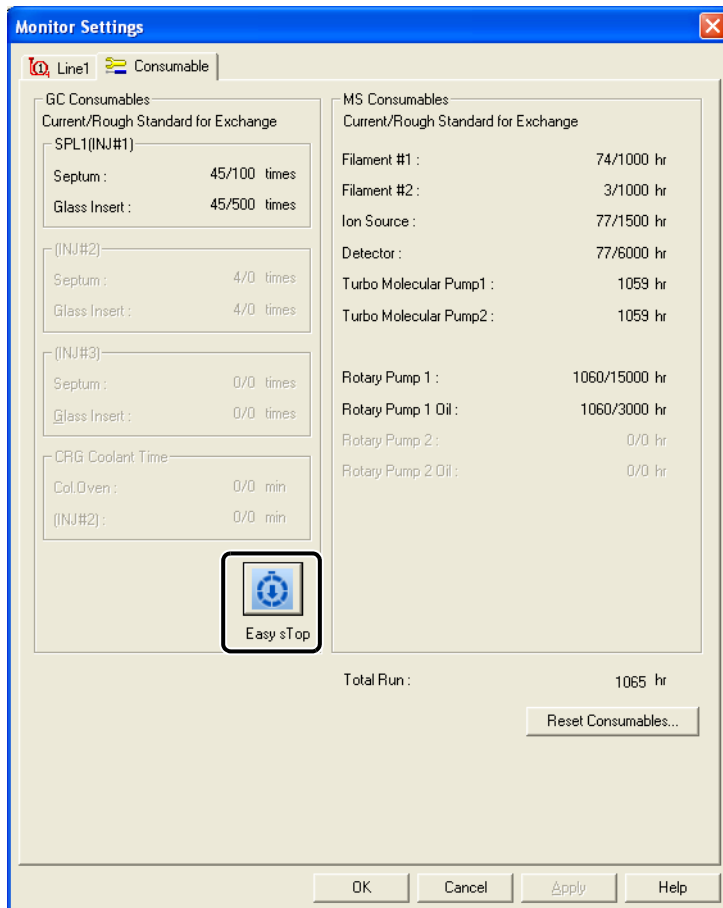 Monitor Settings
Line1
Consumable
GC Consumables
Current/Rough Standard for Exchange
SPL1(INJ#1)
Septum : 45/100 times
Glass Insert : 45/500 times
(INJ#2)
Septum : 4/0 times
Glass Insert : 4/0 times
(INJ#3)
Septum : 0/0 times
Glass Insert : 0/0 times
CRG Coolant Time
Col.Oven : 0/0 min
(INJ#2) : 0/0 min
Easy sTop
MS Consumables
Current/Rough Standard for Exchange
Filament #1 : 74/1000 hr
Filament #2 : 3/1000 hr
Ion Source : 77/1500 hr
Detector : 77/6000 hr
Turbo Molecular Pump1 : 1059 hr
Turbo Molecular Pump2 : 1059 hr
Rotary Pump 1 : 1060/15000 hr
Rotary Pump 1 Oil : 1060/3000 hr
Rotary Pump 2 : 0/0 hr
Rotary Pump 2 Oil : 0/0 hr
Total Run : 1065 hr
Reset Consumables...
OK Cancel Apply Help